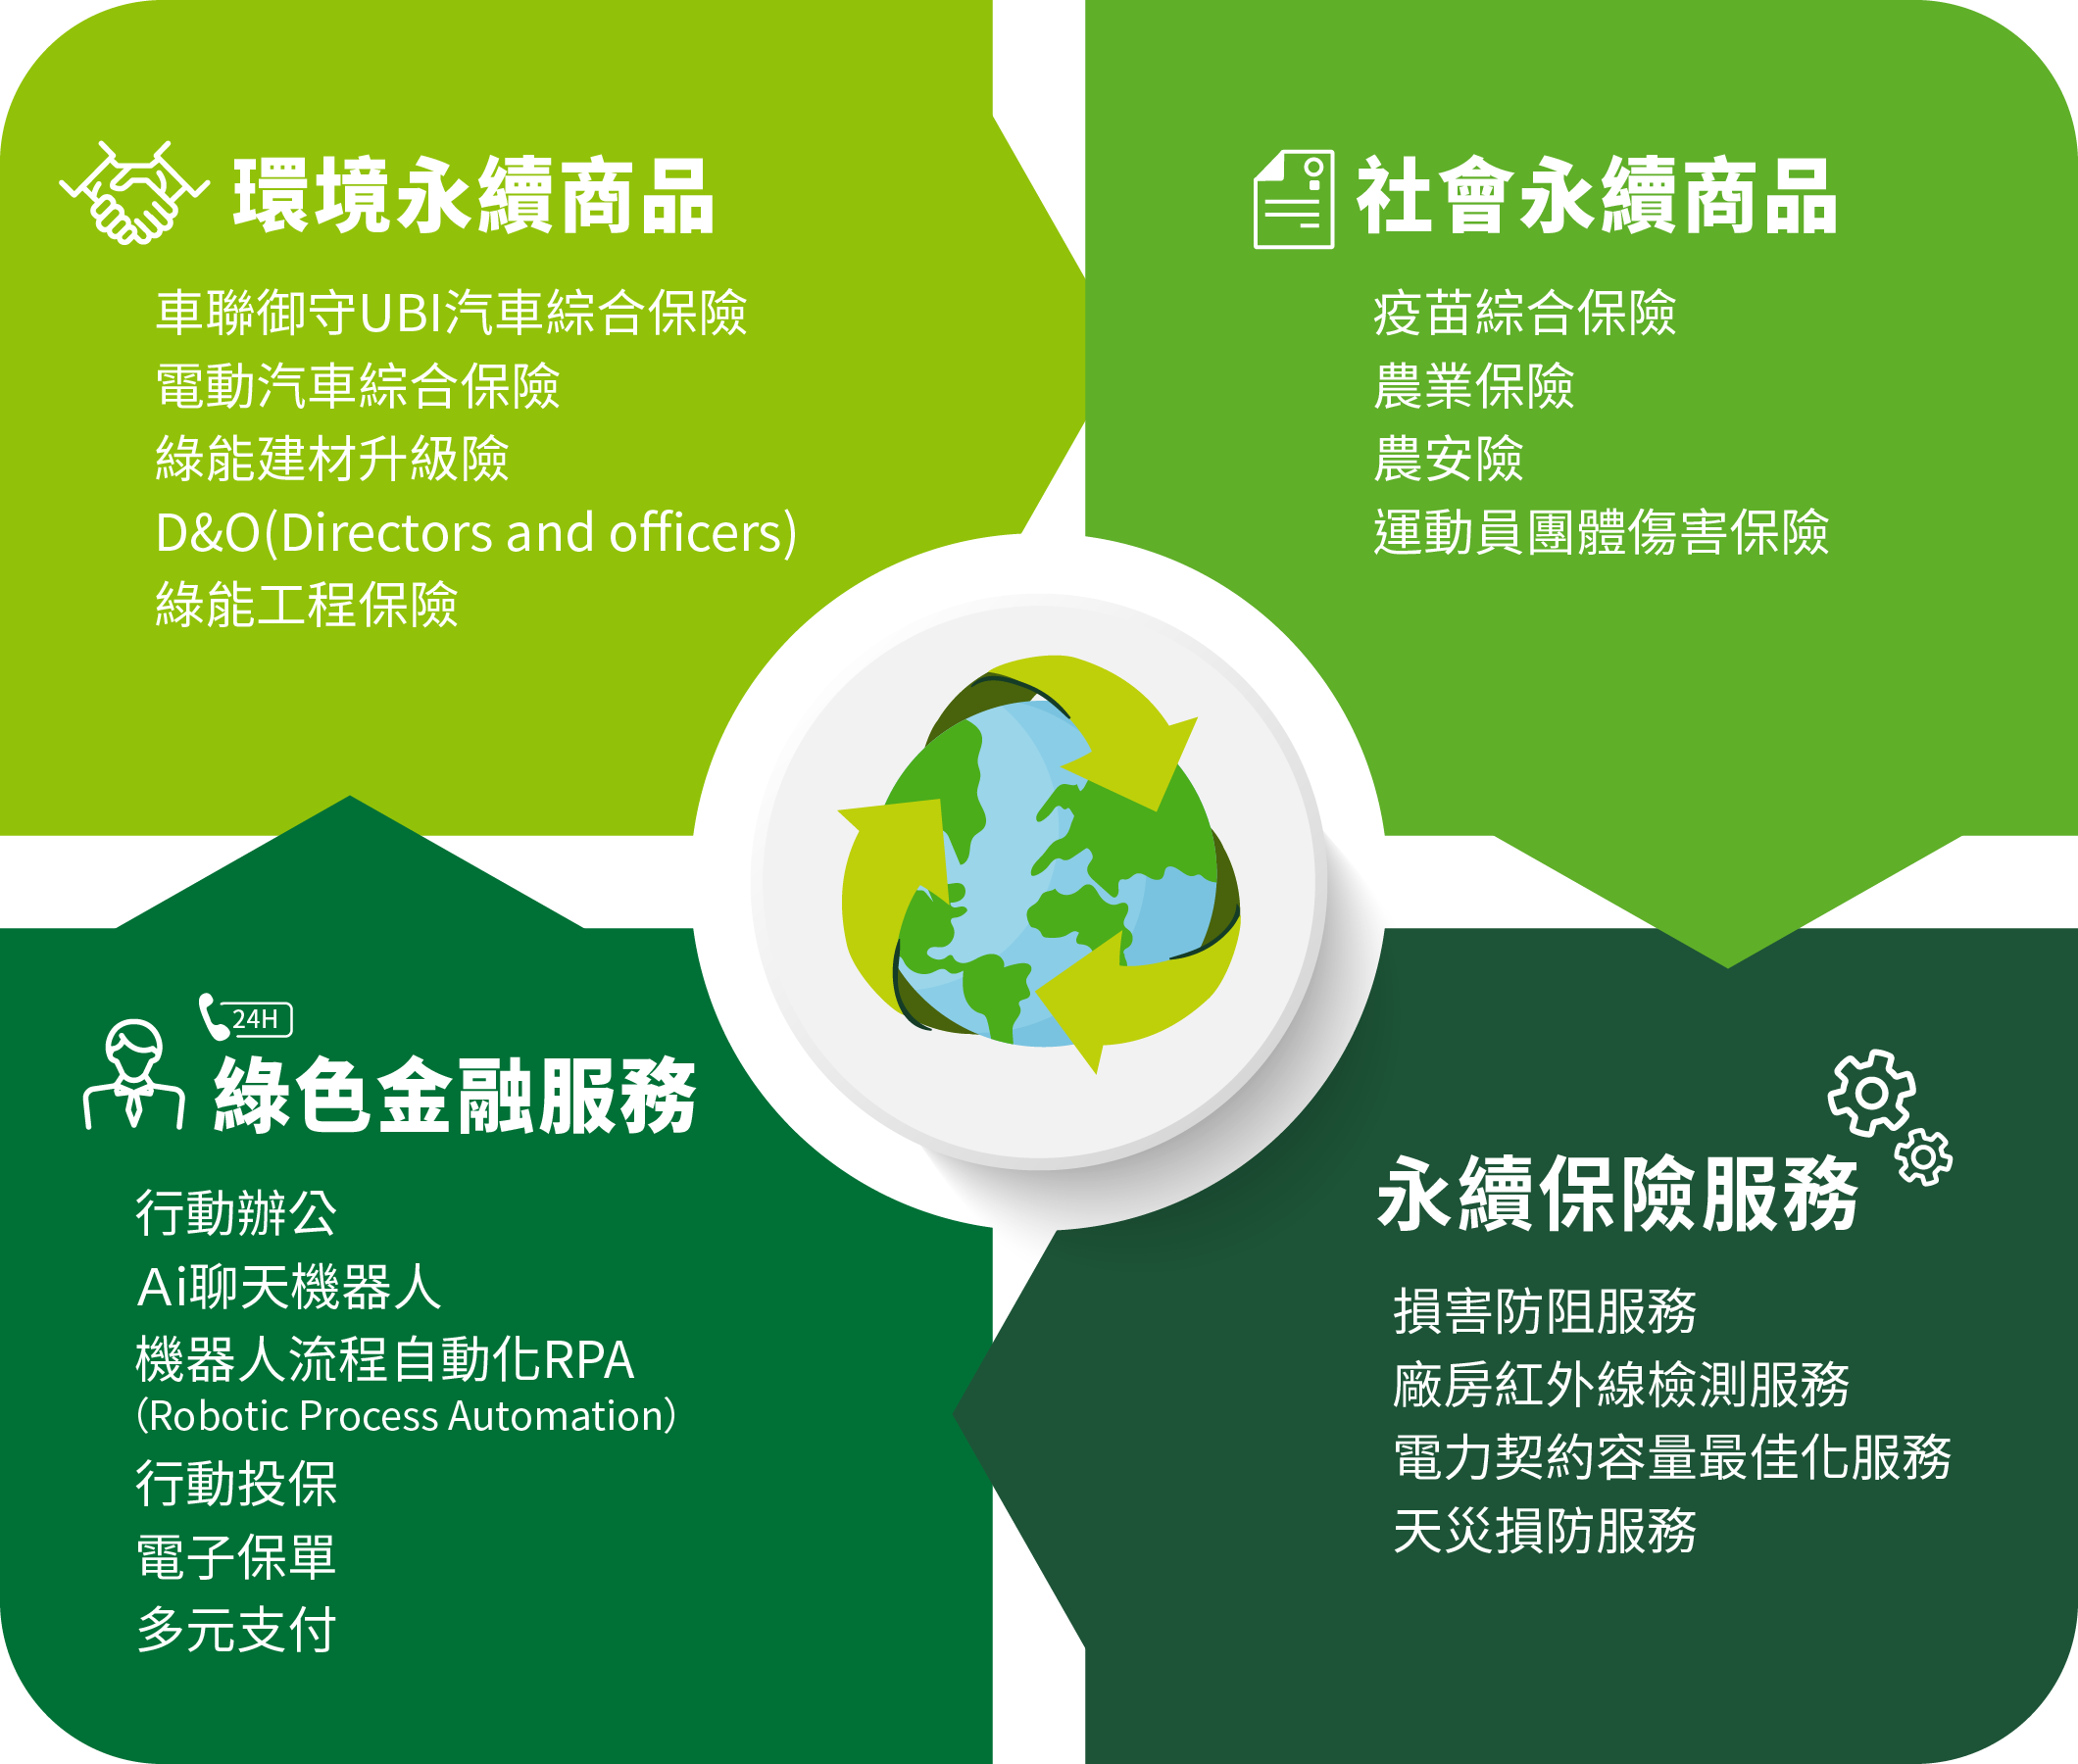 環境永續商品
車聯御守UBI汽車綜合保險
電動汽車綜合保險
綠能建材升級險
D&O(Directors and officers)
綠能工程保險
社會永續商品
疫苗綜合保險
農業保險
農安險
運動員團體傷害保險
24H
綠色金融服務
行動辦公
Ai聊天機器人
機器人流程自動化RPA
(Robotic Process Automation)
行動投保
電子保單
多元支付
永續保險服務
損害防阻服務
廠房紅外線檢測服務
電力契約容量最佳化服務
天災損防服務